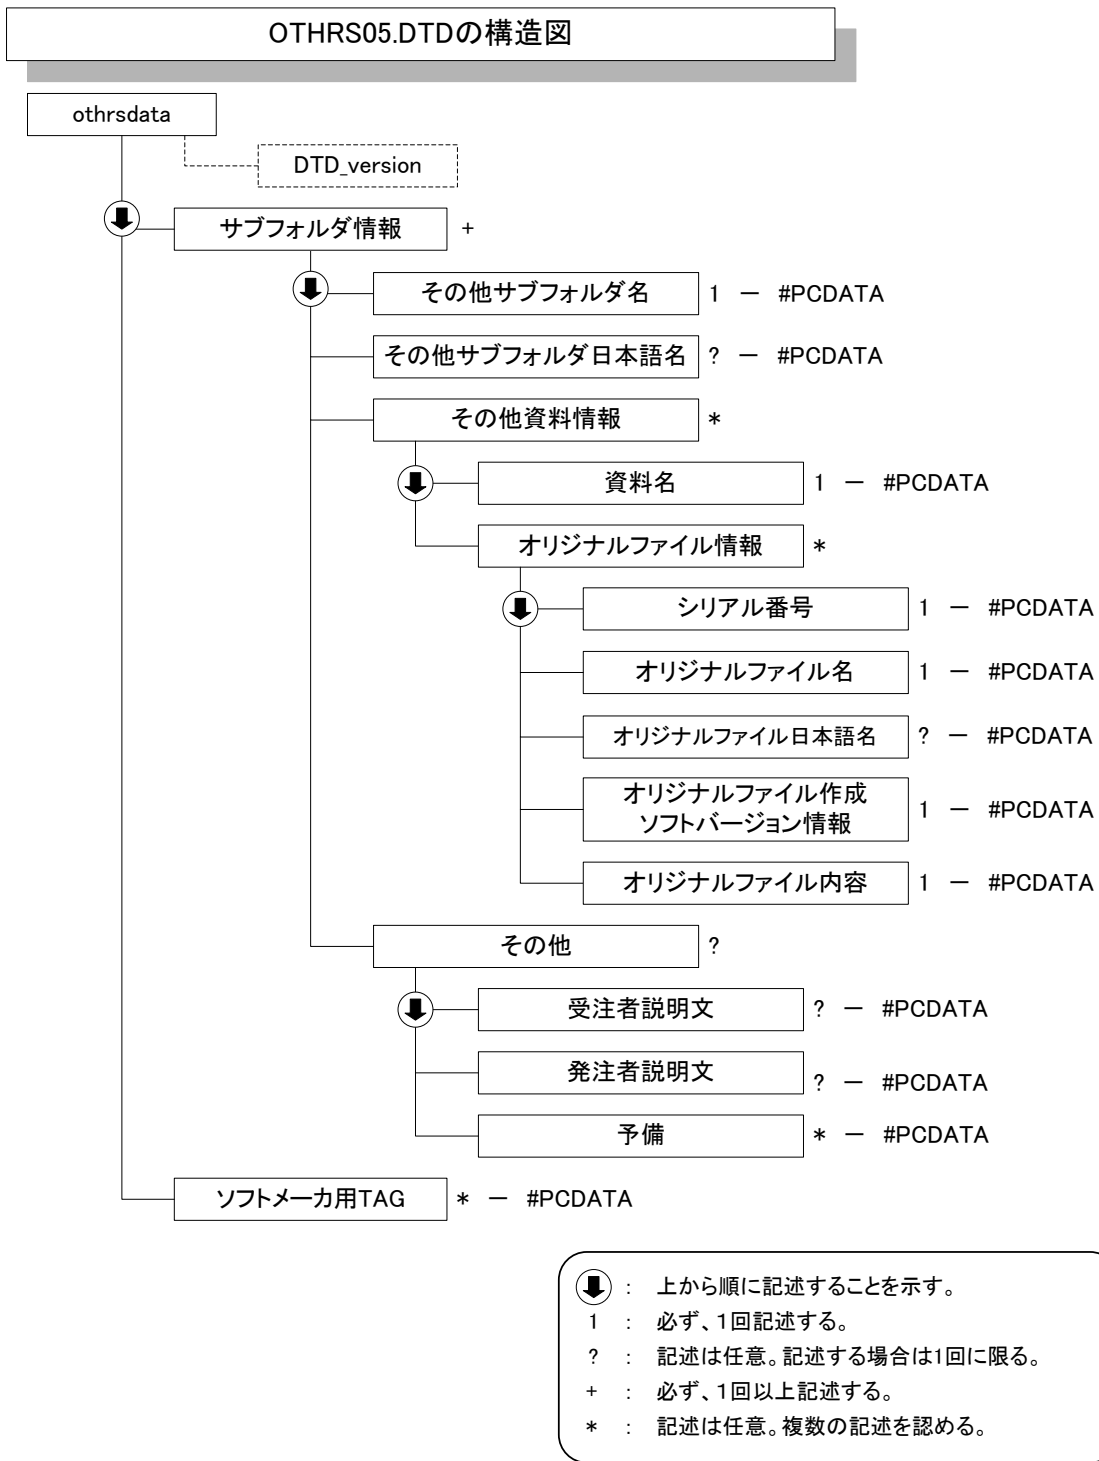 OTHRS05.DTDの構造図
othrsdata
DTD_version
サブフォルダ情報 +
その他サブフォルダ名 1 － #PCDATA
その他サブフォルダ日本語名 ? － #PCDATA
その他資料情報 *
資料名 1 － #PCDATA
オリジナルファイル情報 *
シリアル番号 1 － #PCDATA
オリジナルファイル名 1 － #PCDATA
オリジナルファイル日本語名 ? － #PCDATA
オリジナルファイル作成
ソフトバージョン情報 1 － #PCDATA
オリジナルファイル内容 1 － #PCDATA
その他 ?
受注者説明文 ? － #PCDATA
発注者説明文 ? － #PCDATA
予備 * － #PCDATA
ソフトメーカ用TAG * － #PCDATA
： 上から順に記述することを示す。
1 ： 必ず、1回記述する。
? ： 記述は任意。記述する場合は1回に限る。
+ ： 必ず、1回以上記述する。
* ： 記述は任意。複数の記述を認める。